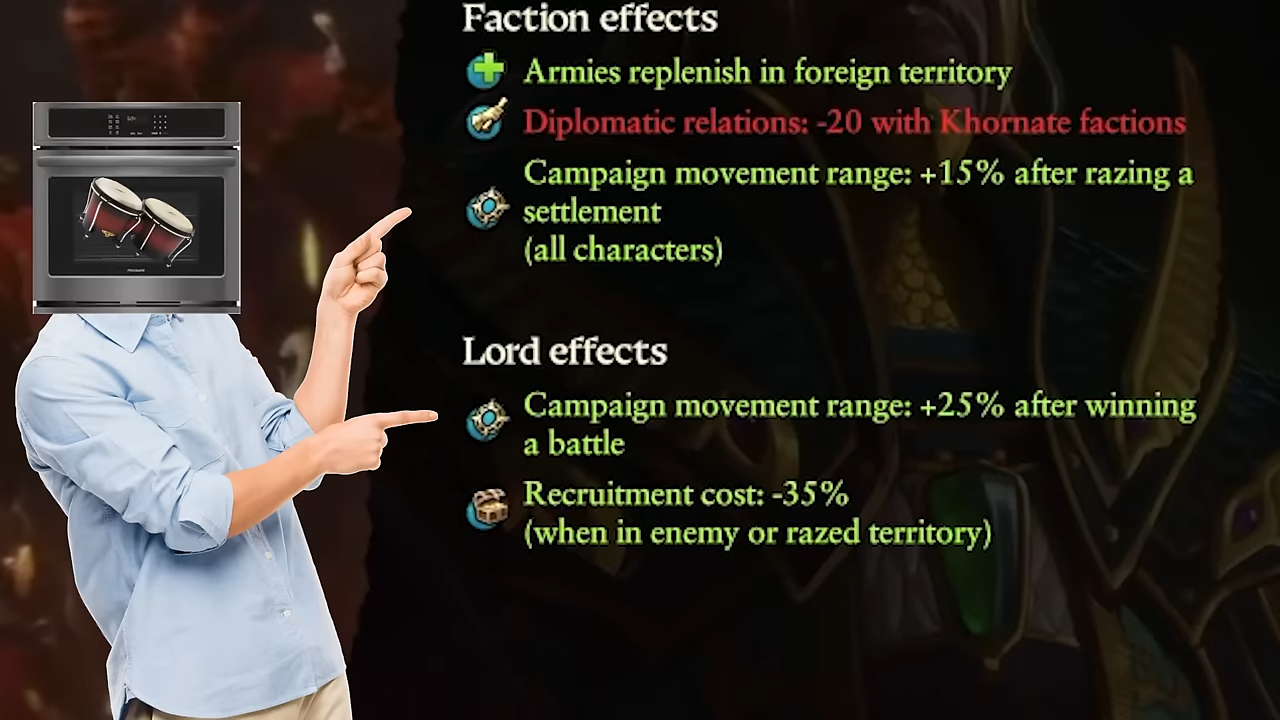 Faction effects
Armies replenish in foreign territory
Diplomatic relations: -20 with Khornate factions
Campaign movement range: +15% after razing a
settlement
(all characters)
Lord effects
Campaign movement range: +25% after winning
a battle
Recruitment cost: -35%
(when in enemy or razed territory)